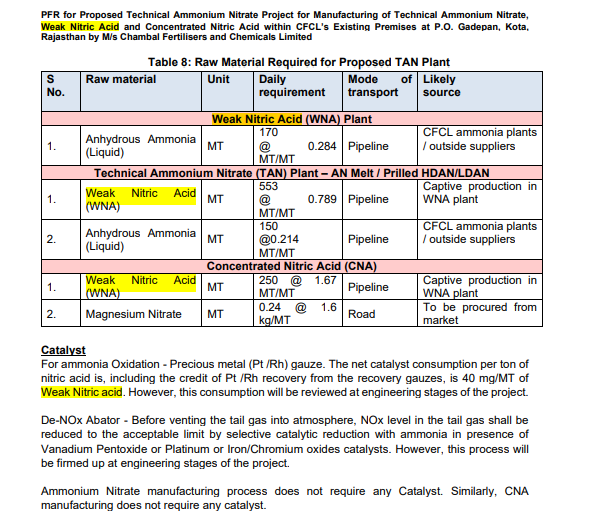 PFR for Proposed Technical Ammonium Nitrate Project for Manufacturing of Technical Ammonium Nitrate,
Weak Nitric Acid and Concentrated Nitric Acid within CFCL's Existing Premises at P.O. Gadepan, Kota,
Rajasthan by M/s Chambal Fertilisers and Chemicals Limited
Table 8: Raw Material Required for Proposed TAN Plant
S No. Raw material Unit Daily requirement Mode of transport Likely source
Weak Nitric Acid (WNA) Plant
1. Anhydrous Ammonia (Liquid) MT 170 @ 0.284 MT/MT Pipeline CFCL ammonia plants / outside suppliers
Technical Ammonium Nitrate (TAN) Plant – AN Melt / Prilled HDAN/LDAN
1. Weak Nitric Acid (WNA) MT 553 @ 0.789 MT/MT Pipeline Captive production in WNA plant
2. Anhydrous Ammonia (Liquid) MT 150 @0.214 MT/MT Pipeline CFCL ammonia plants / outside suppliers
Concentrated Nitric Acid (CNA)
1. Weak Nitric Acid (WNA) MT 250 @ 1.67 MT/MT Pipeline Captive production in WNA plant
2. Magnesium Nitrate MT 0.24 @ 1.6 kg/MT Road To be procured from market
Catalyst
For ammonia Oxidation - Precious metal (Pt /Rh) gauze. The net catalyst consumption per ton of
nitric acid is, including the credit of Pt /Rh recovery from the recovery gauzes, is 40 mg/MT of
Weak Nitric acid. However, this consumption will be reviewed at engineering stages of the project.
De-NOx Abator - Before venting the tail gas into atmosphere, NOx level in the tail gas shall be
reduced to the acceptable limit by selective catalytic reduction with ammonia in presence of
Vanadium Pentoxide or Platinum or Iron/Chromium oxides catalysts. However, this process will
be firmed up at engineering stages of the project.
Ammonium Nitrate manufacturing process does not require any Catalyst. Similarly, CNA
manufacturing does not require any catalyst.